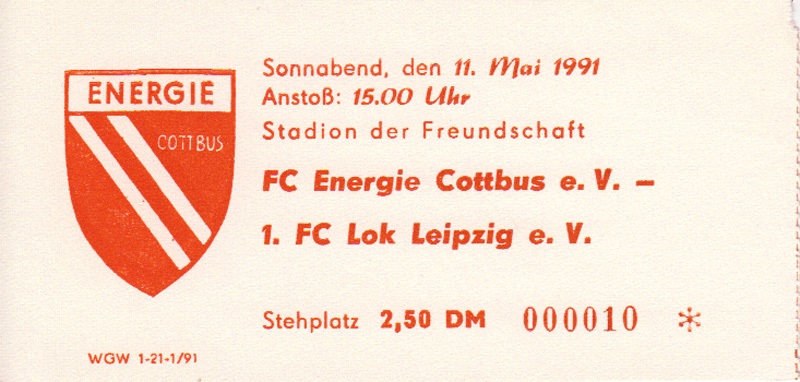 ENERGIE
COTTBUS
Sonnabend, den 11. Mai 1991
Anstoß: 15.00 Uhr
Stadion der Freundschaft
FC Energie Cottbus e. V. –
1. FC Lok Leipzig e. V.
Stehplatz 2,50 DM 000010 *
WGW 1-21-1/91